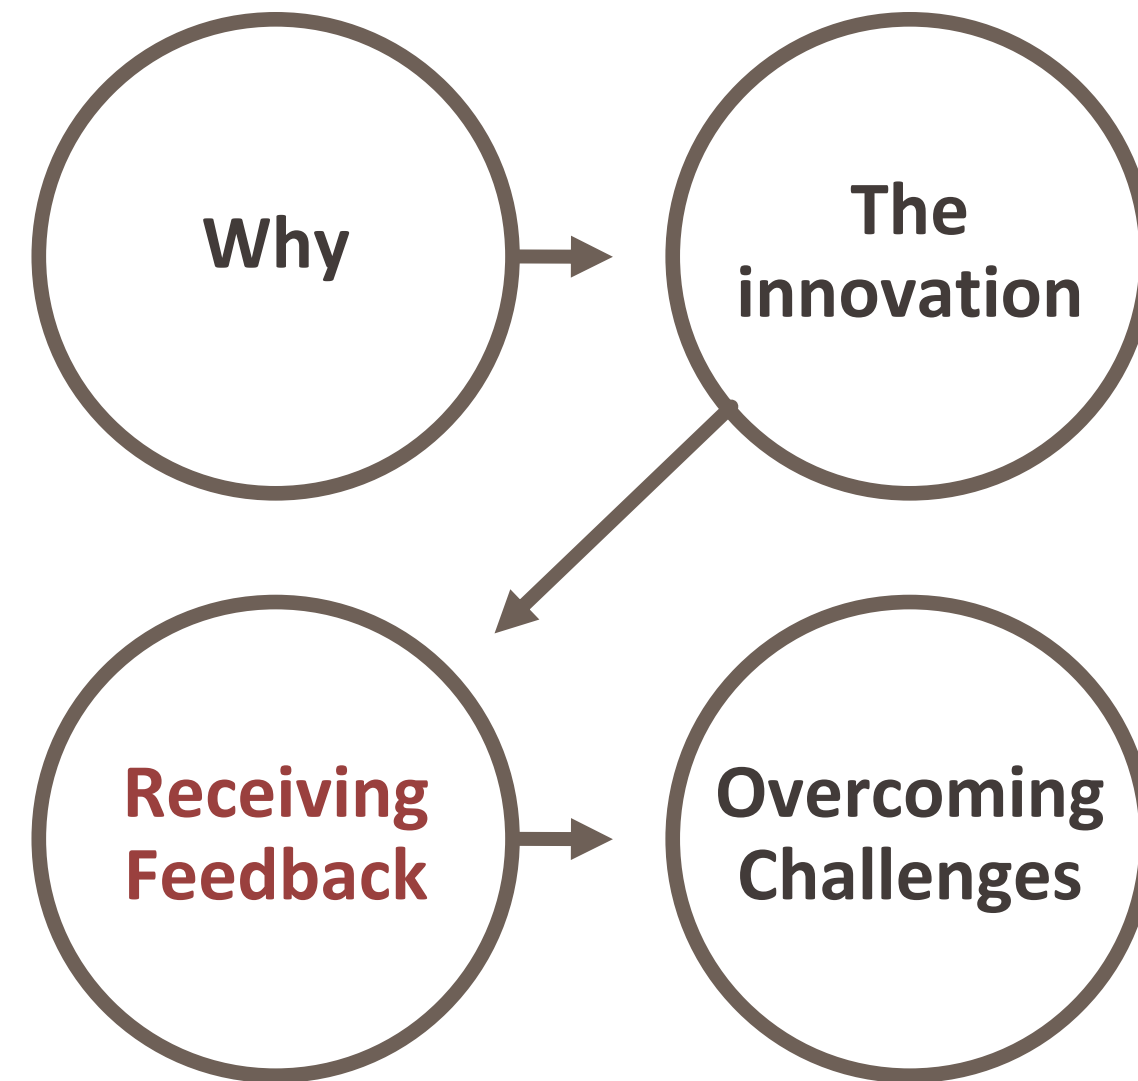 Why
The
innovation
Receiving
Feedback
Overcoming
Challenges